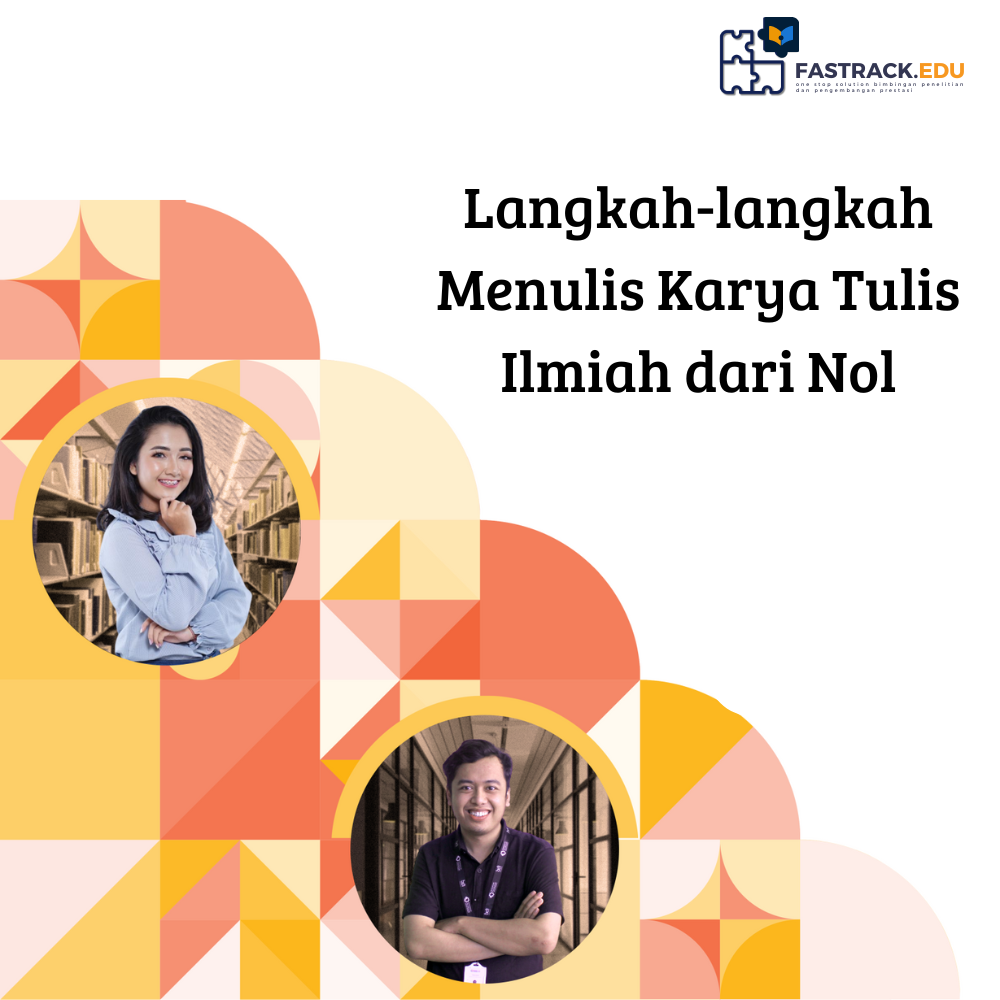 FASTRACK.EDU
one stop solution bimbingan penelitian
dan pengembangan prestasi
Langkah-langkah
Menulis Karya Tulis
Ilmiah dari Nol